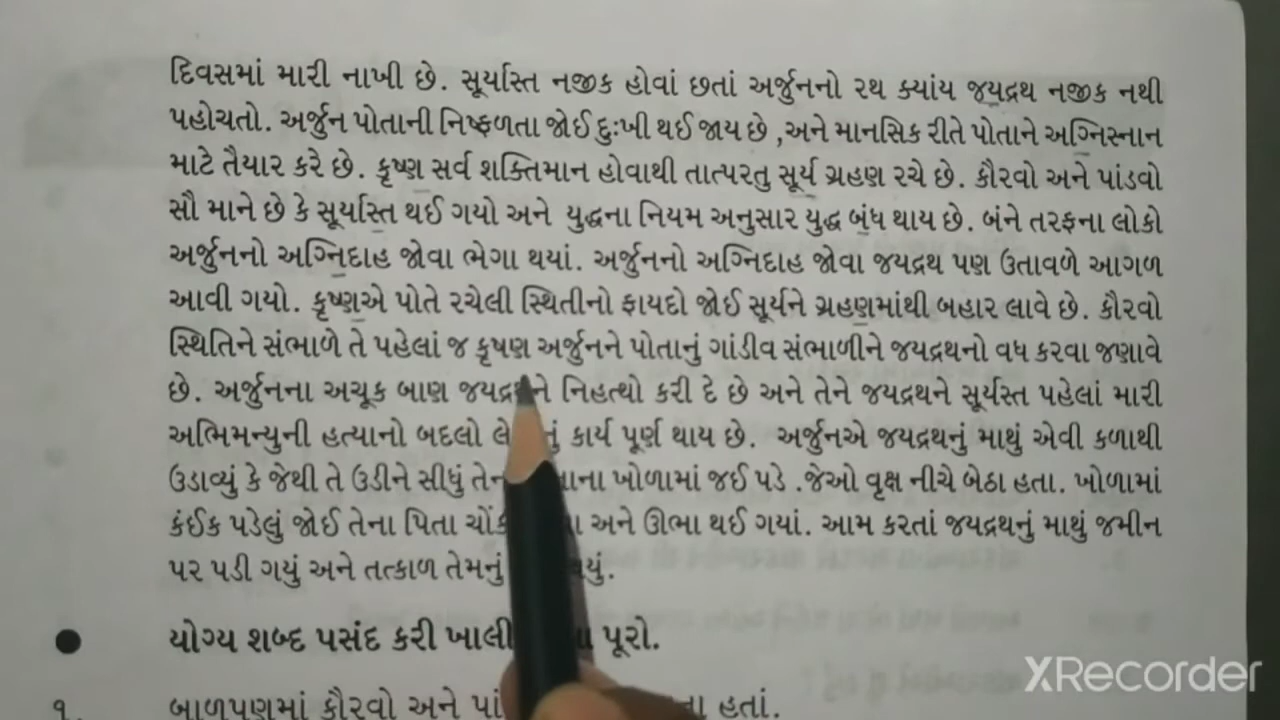 દિવસમાં મારી નાખી છે. સૂર્યાસ્ત નજીક હોવાં છતાં અર્જુનનો રથ ક્યાંય જયદ્રથ નજીક નથી
પહોચતો. અર્જુન પોતાની નિષ્ફળતા જોઈ દુઃખી થઈ જાય છે ,અને માનસિક રીતે પોતાને અગ્નિસ્નાન
માટે તૈયાર કરે છે. કૃષ્ણ સર્વ શક્તિમાન હોવાથી તાત્પરતુ સૂર્ય ગ્રહણ રચે છે. કૌરવો અને પાંડવો
સૌ માને છે કે સૂર્યાસ્ત થઈ ગયો અને યુદ્ધના નિયમ અનુસાર યુદ્ધ બંધ થાય છે. બંને તરફના લોકો
અર્જુનનો અગ્નિદાહ જોવા ભેગા થયાં. અર્જુનનો અગ્નિદાહ જોવા જયદ્રથ પણ ઉતાવળે આગળ
આવી ગયો. કૃષ્ણએ પોતે રચેલી સ્થિતીનો ફાયદો જોઈ સૂર્યને ગ્રહણમાંથી બહાર લાવે છે. કૌરવો
સ્થિતિને સંભાળે તે પહેલાં જ કૃષણ અર્જુનને પોતાનું ગાંડીવ સંભાળીને જયદ્રથનો વધ કરવા જણાવે
છે. અર્જુનના અચૂક બાણ જયદ્રથને નિહત્થો કરી દે છે અને તેને જયદ્રથને સૂર્યસ્ત પહેલાં મારી
અભિમન્યુની હત્યાનો બદલો કાર્ય પૂર્ણ થાય છે. અર્જુનએ જયદ્રથનું માથું એવી કળાથી
ઉડાવ્યું કે જેથી તે ઉડીને સીધું ખોળામાં જઈ પડે .જેઓ વૃક્ષ નીચે બેઠા હતા. ખોળામાં
કંઈક પડેલું જોઈ તેના પિતા અને ઊભા થઈ ગયાં. આમ કરતાં જયદ્રથનું માથું જમીન
પર પડી ગયું અને તત્કાળ તેમનું
● યોગ્ય શબ્દ પસંદ કરી ખાલી પૂરો.
૧. બાળપણમાં કૌરવો અને હતાં.
XRecorder